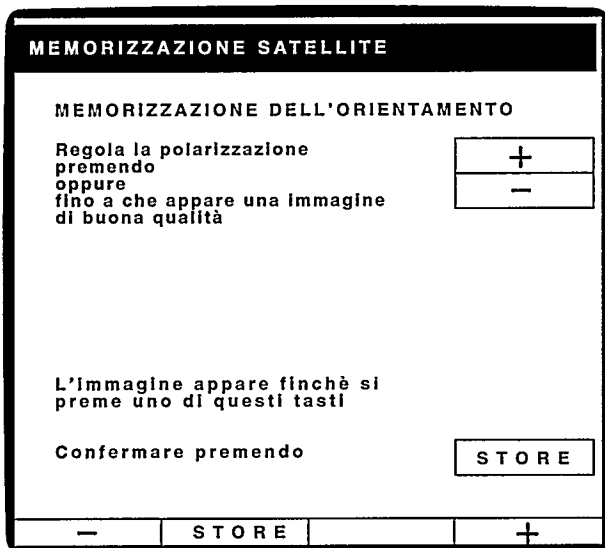 MEMORIZZAZIONE SATELLITE
MEMORIZZAZIONE DELL'ORIENTAMENTO
Regola la polarizzazione
premendo +
oppure −
fino a che appare una immagine
di buona qualità
L'immagine appare finchè si
preme uno di questi tasti
Confermare premendo STORE
− STORE +